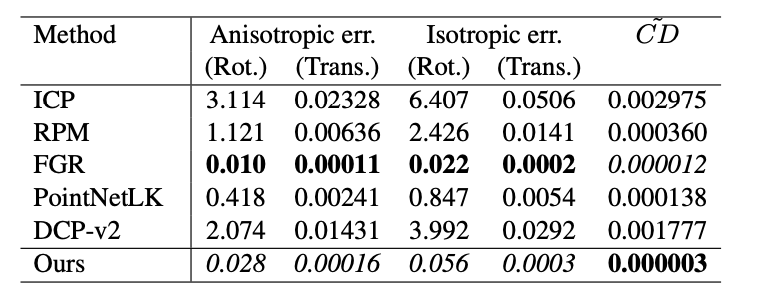 Method Anisotropic err. Isotropic err. C̃D
(Rot.) (Trans.) (Rot.) (Trans.)
ICP 3.114 0.02328 6.407 0.0506 0.002975
RPM 1.121 0.00636 2.426 0.0141 0.000360
FGR 0.010 0.00011 0.022 0.0002 0.000012
PointNetLK 0.418 0.00241 0.847 0.0054 0.000138
DCP-v2 2.074 0.01431 3.992 0.0292 0.001777
Ours 0.028 0.00016 0.056 0.0003 0.000003